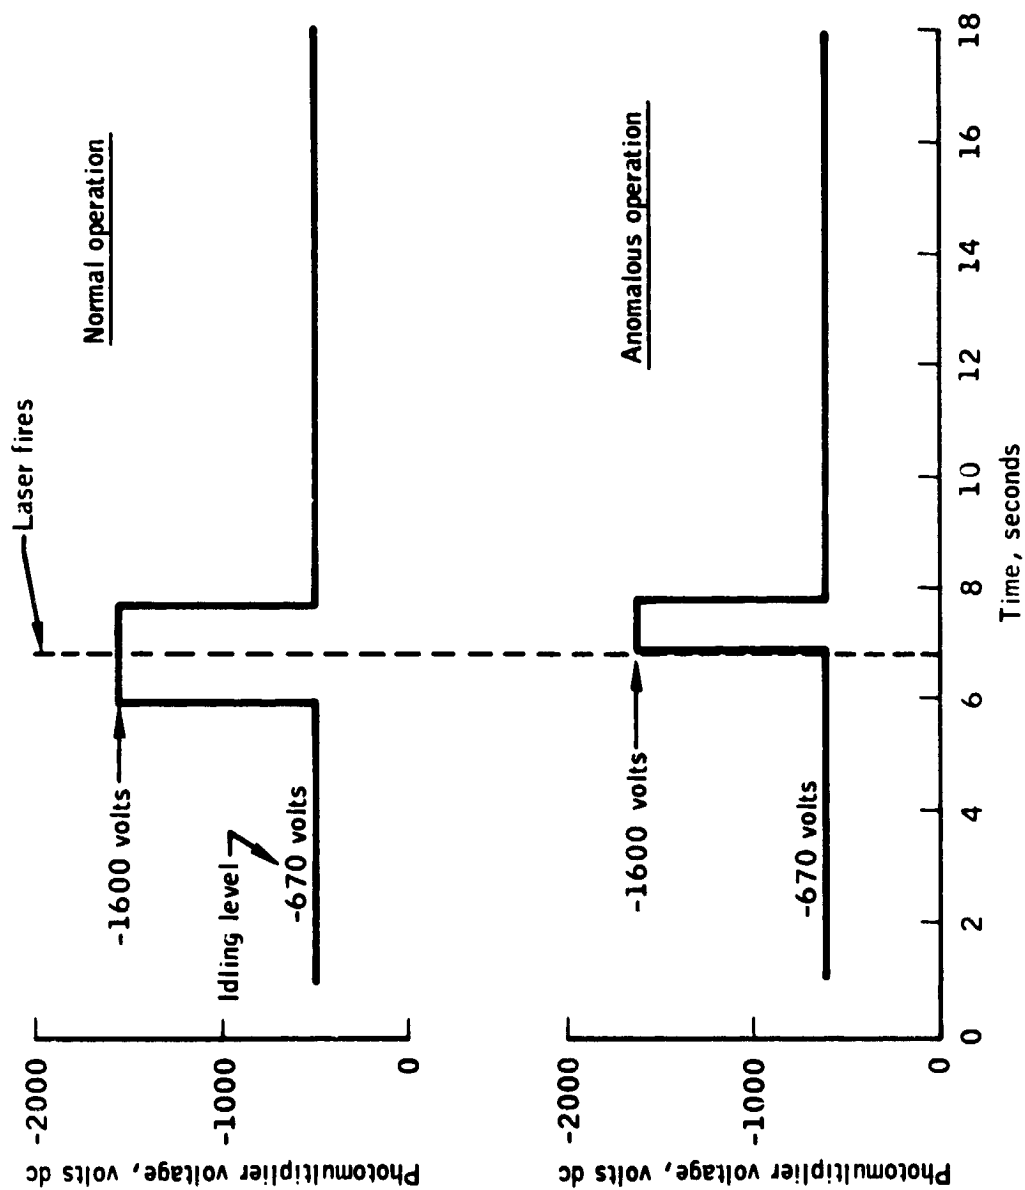 Photomultiplier voltage, volts dc
-2000
-1000
0
Laser fires
Normal operation
-1600 volts
Idling level
-670 volts
Photomultiplier voltage, volts dc
-2000
-1000
0
Anomalous operation
-1600 volts
-670 volts
0 2 4 6 8 10 12 14 16 18
Time, seconds